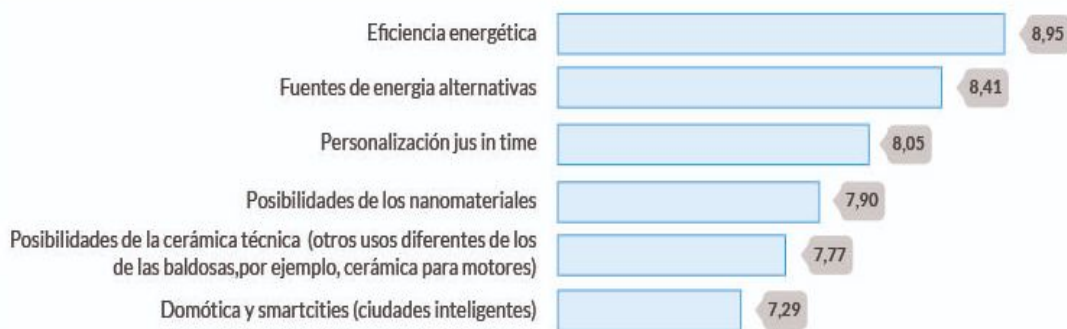 Eficiencia energética
8,95
Fuentes de energia alternativas
8,41
Personalización jus in time
8,05
Posibilidades de los nanomateriales
7,90
Posibilidades de la cerámica técnica (otros usos diferentes de los
de las baldosas,por ejemplo, cerámica para motores)
7,77
Domótica y smartcities (ciudades inteligentes)
7,29